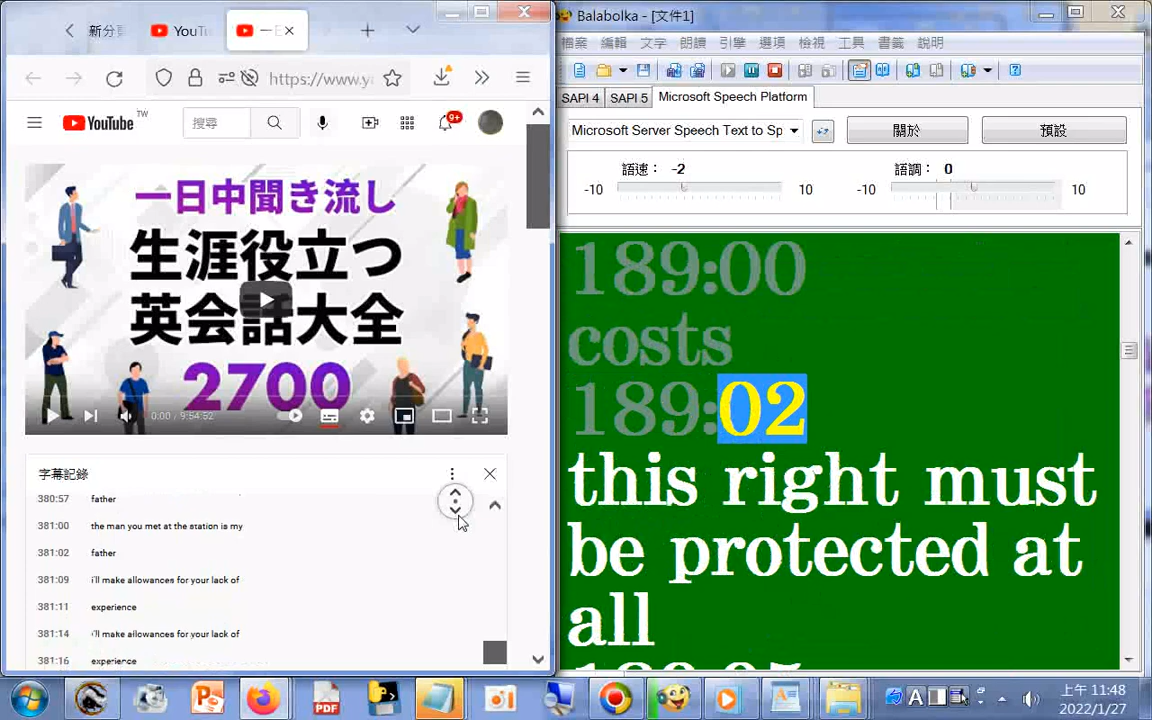 新分
YouTu
一E
https://www.y
YouTube
TW
搜尋
9+
一日中聞き流し
生涯役立つ
英会話大全
2700
0:00 / 9:54:52
字幕記錄
380:57 father
381:00 the man you met at the station is my
381:02 father
381:09 i'll make allowances for your lack of
381:11 experience
381:14 i'll make allowances for your lack of
381:16 experience
Balabolka - [文件1]
檔案 編輯 文字 朗讀 引擎 選項 檢視 工具 書籤 說明
SAPI 4 SAPI 5 Microsoft Speech Platform
Microsoft Server Speech Text to Sp 關於 預設
語速： -2 語調： 0
-10 10 -10 10
189:00
costs
189:02
this right must
be protected at
all
189:05
PDF
A
上午 11:48
2022/1/27